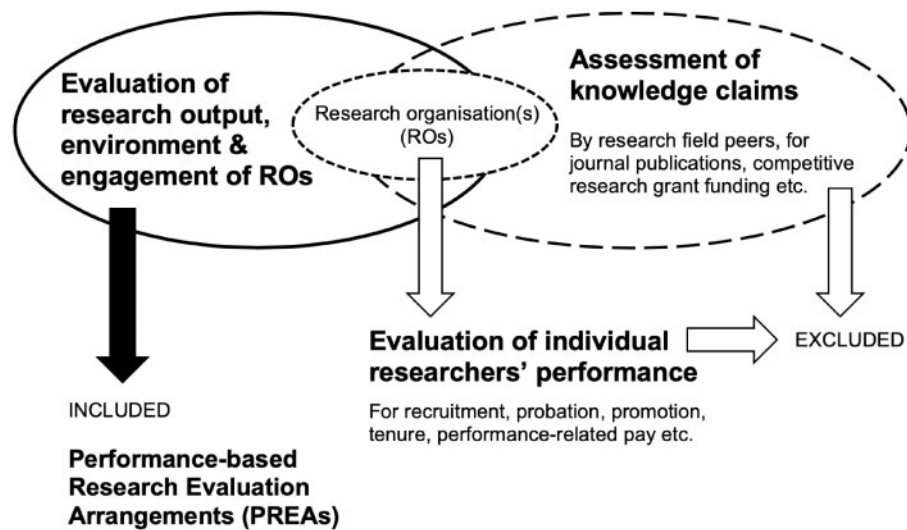 Evaluation of
research output,
environment &
engagement of ROs
Research organisation(s)
(ROs)
Assessment of
knowledge claims
By research field peers, for
journal publications, competitive
research grant funding etc.
Evaluation of individual
researchers’ performance
For recruitment, probation, promotion,
tenure, performance-related pay etc.
EXCLUDED
INCLUDED
Performance-based
Research Evaluation
Arrangements (PREAs)